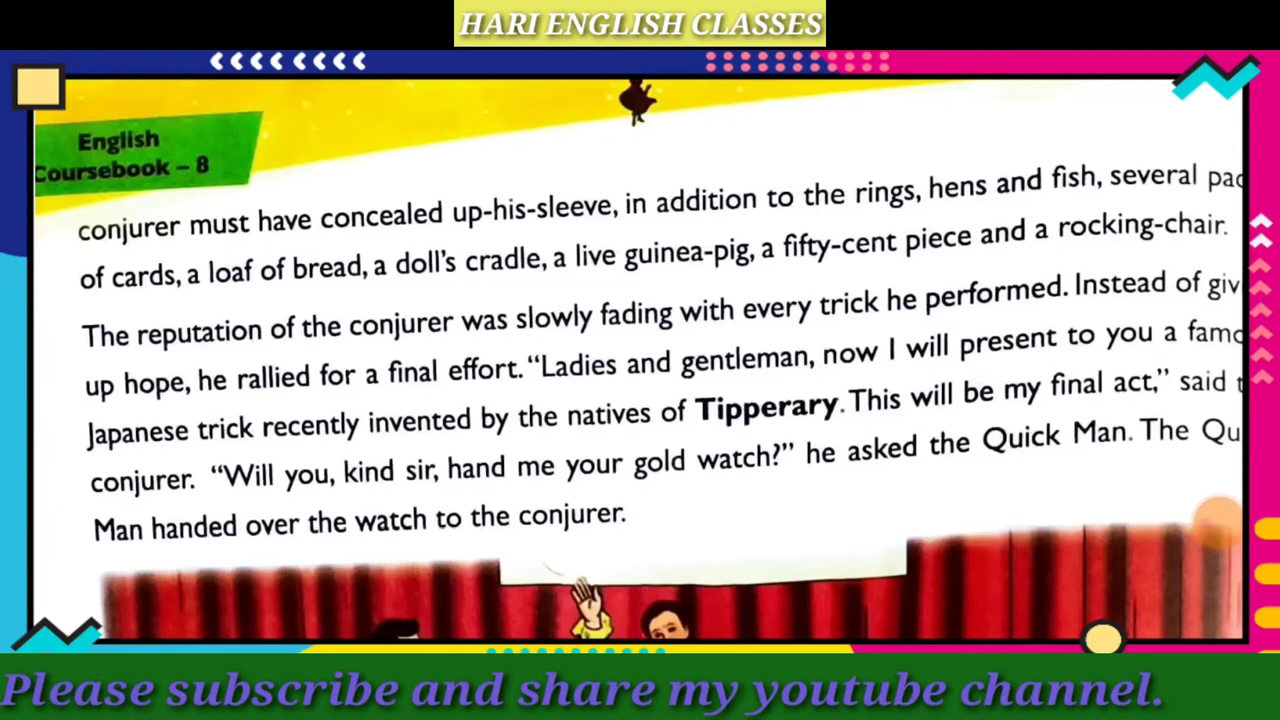 HARI ENGLISH CLASSES
English
Coursebook – 8
conjurer must have concealed up-his-sleeve, in addition to the rings, hens and fish, several
of cards, a loaf of bread, a doll's cradle, a live guinea-pig, a fifty-cent piece and a rocking-chair.
The reputation of the conjurer was slowly fading with every trick he performed. Instead of
up hope, he rallied for a final effort. “Ladies and gentleman, now I will present to you a
Japanese trick recently invented by the natives of Tipperary. This will be my final act,” said
conjurer. “Will you, kind sir, hand me your gold watch?” he asked the Quick Man. The
Man handed over the watch to the conjurer.
Please subscribe and share my youtube channel.